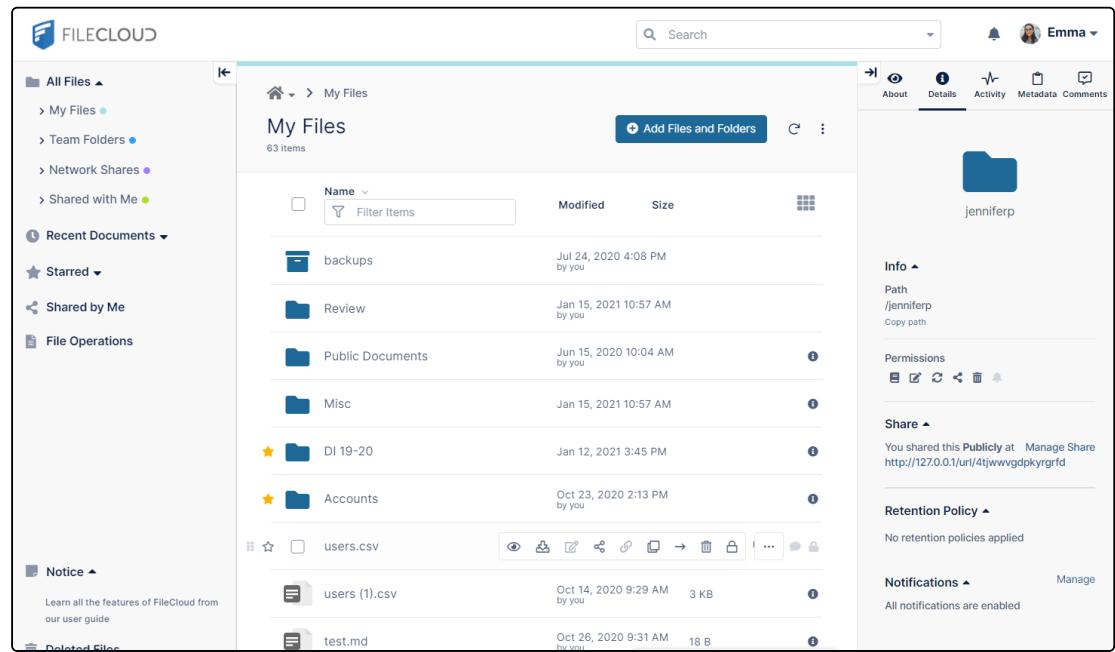 FILECLOUD
Search
Emma
All Files
My Files
Team Folders
Network Shares
Shared with Me
Recent Documents
Starred
Shared by Me
File Operations
Notice
Learn all the features of FileCloud from
our user guide
Deleted Files
My Files
My Files
63 items
Add Files and Folders
Name
Filter Items
Modified Size
backups Jul 24, 2020 4:08 PM
by you
Review Jan 15, 2021 10:57 AM
by you
Public Documents Jun 15, 2020 10:04 AM
by you
Misc Jan 15, 2021 10:57 AM
DI 19-20 Jan 12, 2021 3:45 PM
Accounts Oct 23, 2020 2:13 PM
by you
users.csv
users (1).csv Oct 14, 2020 9:29 AM 3 KB
by you
test.md Oct 26, 2020 9:31 AM 18 B
by you
About Details Activity Metadata Comments
jenniferp
Info
Path
/jenniferp
Copy path
Permissions
Share
You shared this Publicly at Manage Share
http://127.0.0.1/url/4tjwwvgdpkyrgrfd
Retention Policy
No retention policies applied
Notifications Manage
All notifications are enabled